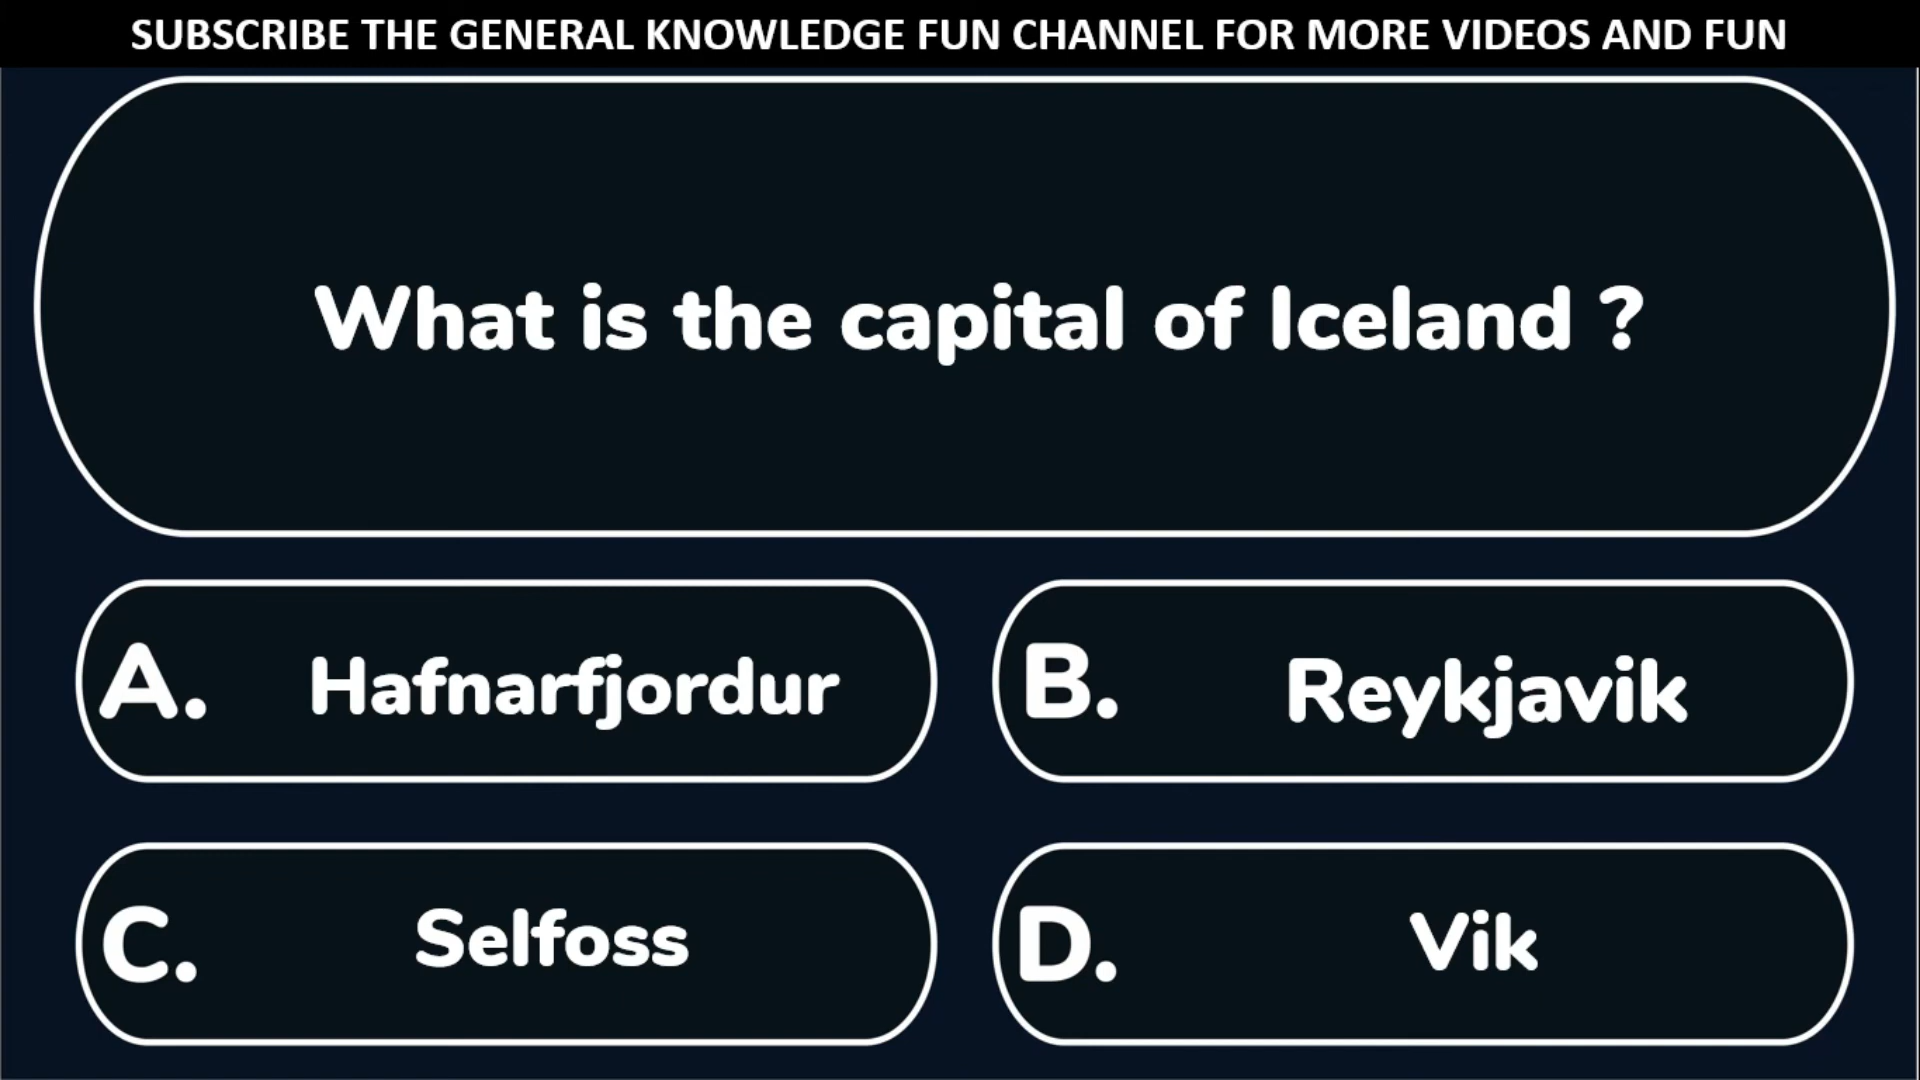 SUBSCRIBE THE GENERAL KNOWLEDGE FUN CHANNEL FOR MORE VIDEOS AND FUN
What is the capital of Iceland ?
A. Hafnarfjordur
B. Reykjavik
C. Selfoss
D. Vik